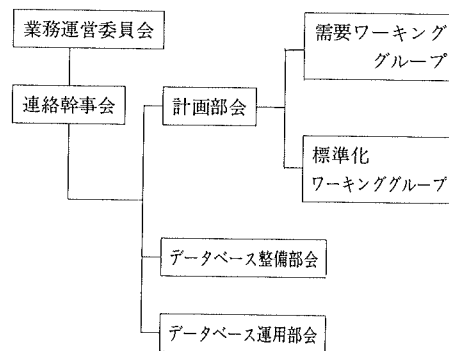 業務運営委員会
連絡幹事会
計画部会
需要ワーキング
グループ
標準化
ワーキンググループ
データベース整備部会
データベース運用部会